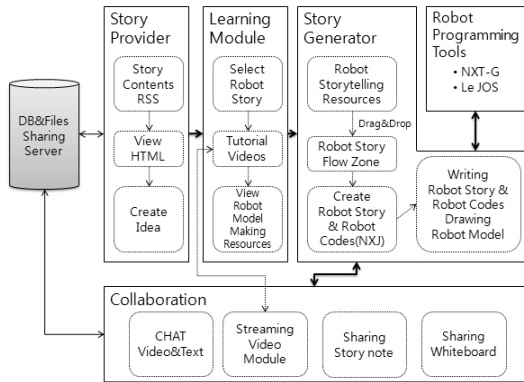 Story
Provider
Learning
Module
Story
Generator
Robot
Programming
Tools
• NXT-G
• Le JOS
DB&Files
Sharing
Server
Story
Contents
RSS
View
HTML
Create
Idea
Select
Robot
Story
Tutorial
Videos
View
Robot
Model
Making
Resources
Robot
Storytelling
Resources
Drag&Drop
Robot Story
Flow Zone
Create
Robot Story
& Robot
Codes(NXJ)
Writing
Robot Story &
Robot Codes
Drawing
Robot Model
Collaboration
CHAT
Video&Text
Streaming
Video
Module
Sharing
Story note
Sharing
Whiteboard